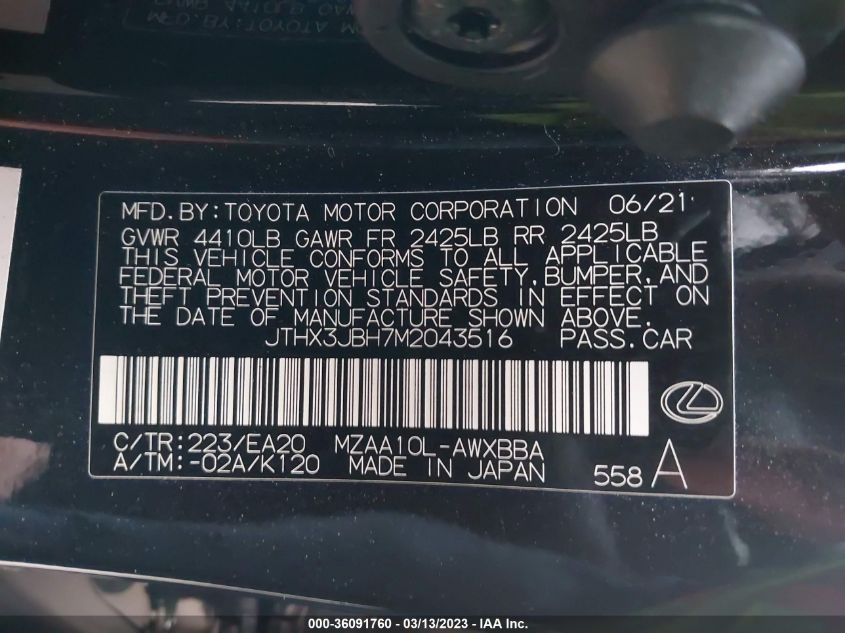 MFD.BY:TOYOTA MOTOR CORPORATION 06/21
GVWR 4410LB GAWR FR 2425LB RR 2425LB
THIS VEHICLE CONFORMS TO ALL APPLICABLE
FEDERAL MOTOR VEHICLE SAFETY,BUMPER,AND
THEFT PREVENTION STANDARDS IN EFFECT ON
THE DATE OF MANUFACTURE SHOWN ABOVE.
JTHX3JBH7M2043516 PASS.CAR
C/TR:223/EA20 MZAA10L-AWXBBA
A/TM:-02A/K120 MADE IN JAPAN 558 A
000-36091760 - 03/13/2023 - IAA Inc.